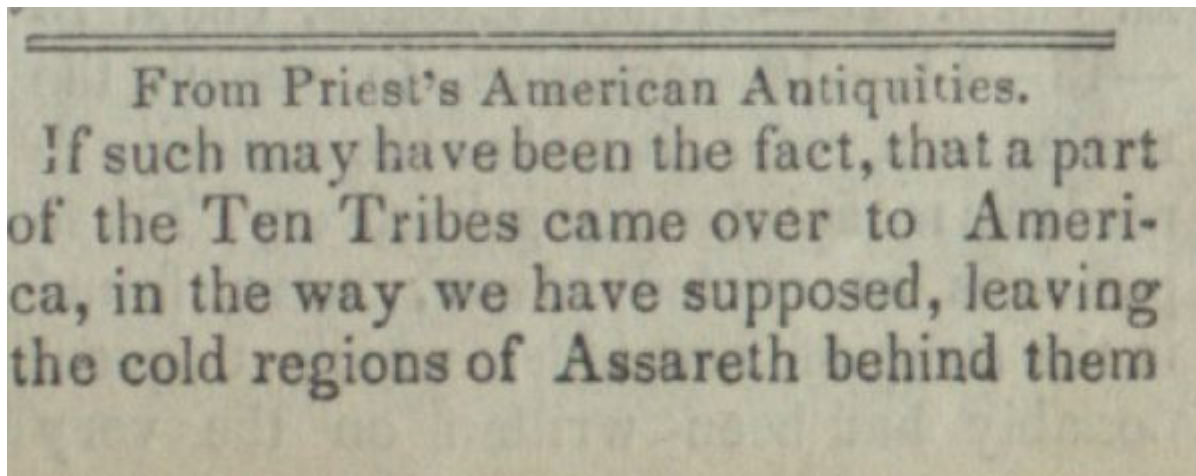 From Priest's American Antiquities.
If such may have been the fact, that a part
of the Ten Tribes came over to Ameri-
ca, in the way we have supposed, leaving
the cold regions of Assareth behind them